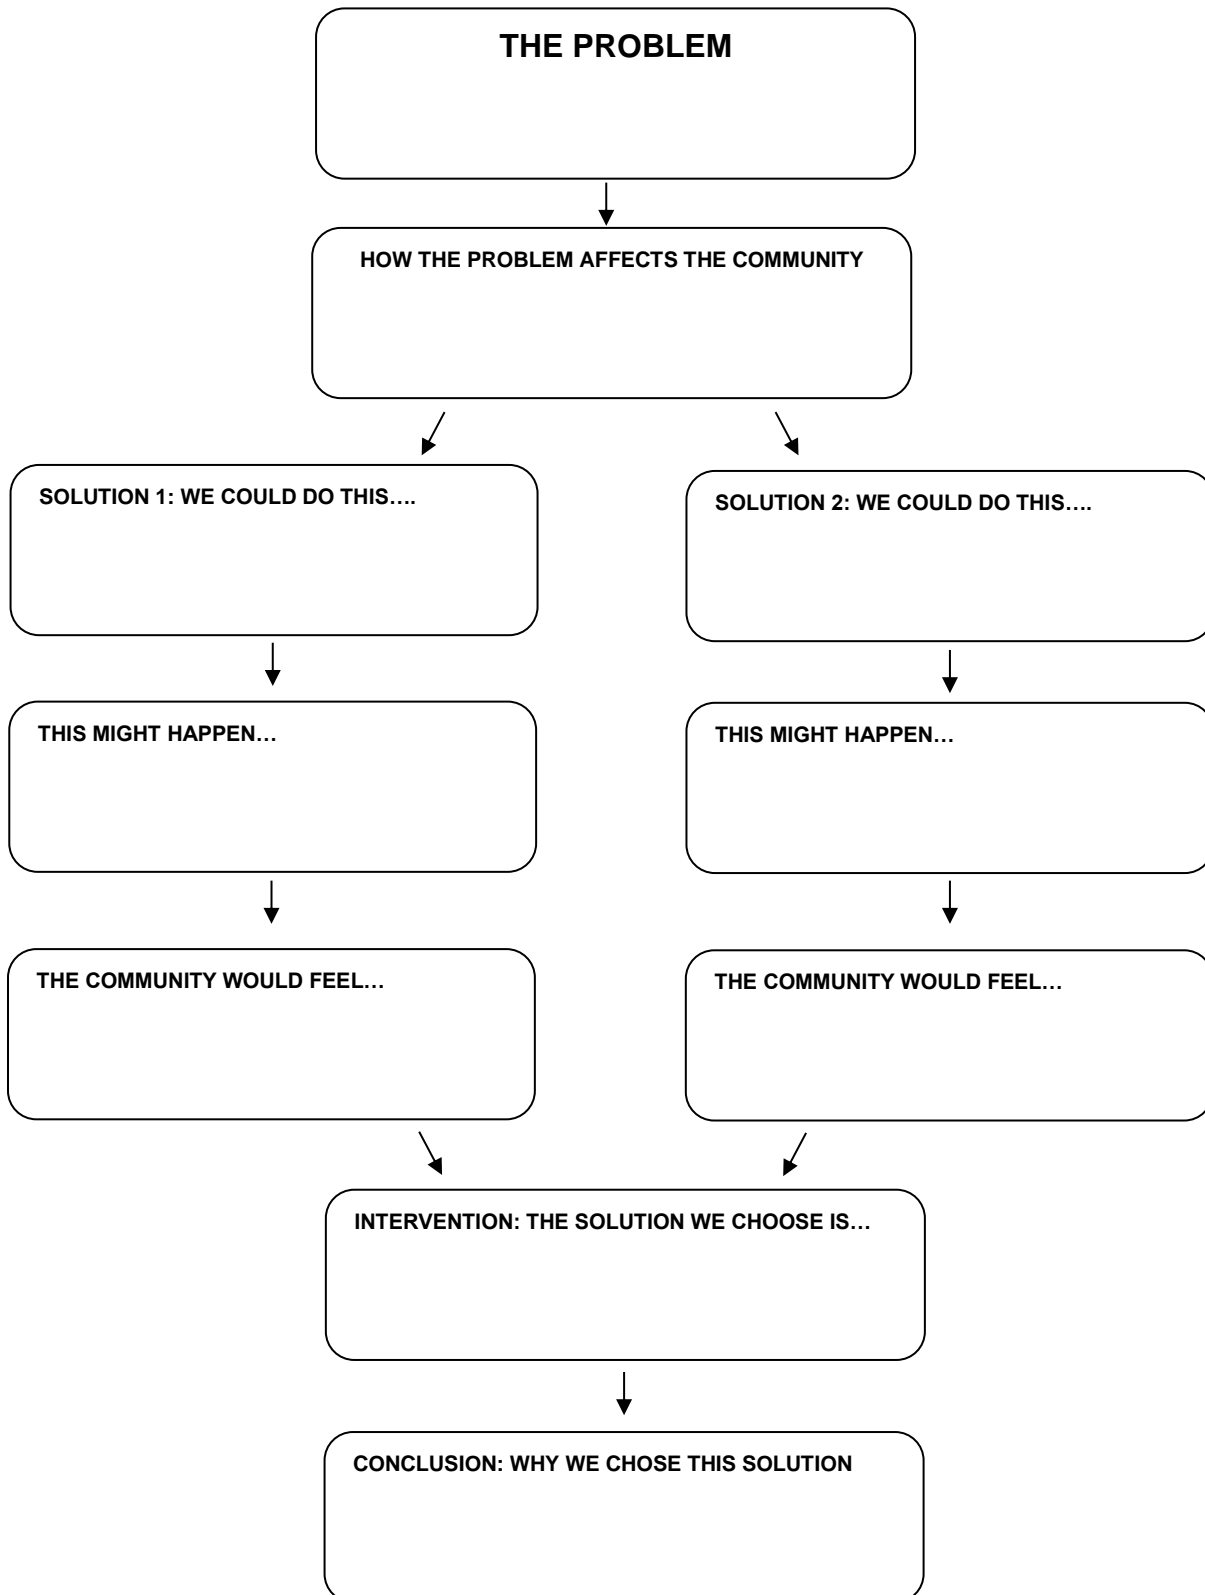 THE PROBLEM
HOW THE PROBLEM AFFECTS THE COMMUNITY
SOLUTION 1: WE COULD DO THIS….
SOLUTION 2: WE COULD DO THIS….
THIS MIGHT HAPPEN…
THIS MIGHT HAPPEN…
THE COMMUNITY WOULD FEEL…
THE COMMUNITY WOULD FEEL…
INTERVENTION: THE SOLUTION WE CHOOSE IS…
CONCLUSION: WHY WE CHOSE THIS SOLUTION